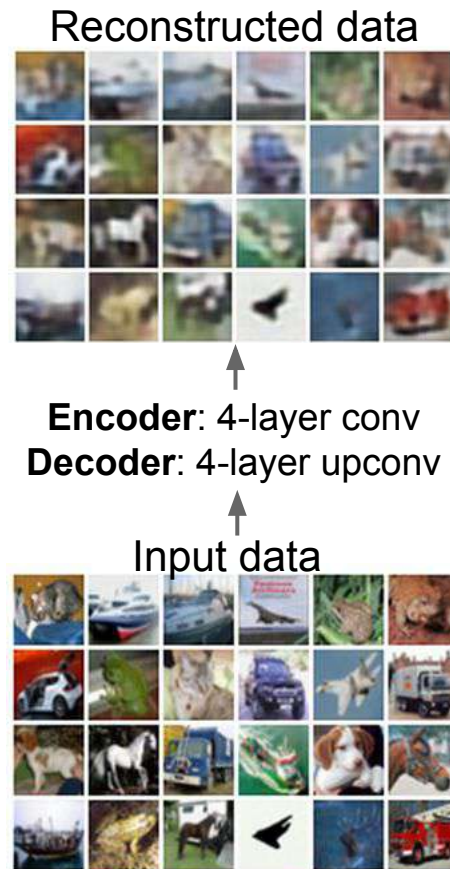 Reconstructed data
Encoder: 4-layer conv
Decoder: 4-layer upconv
Input data